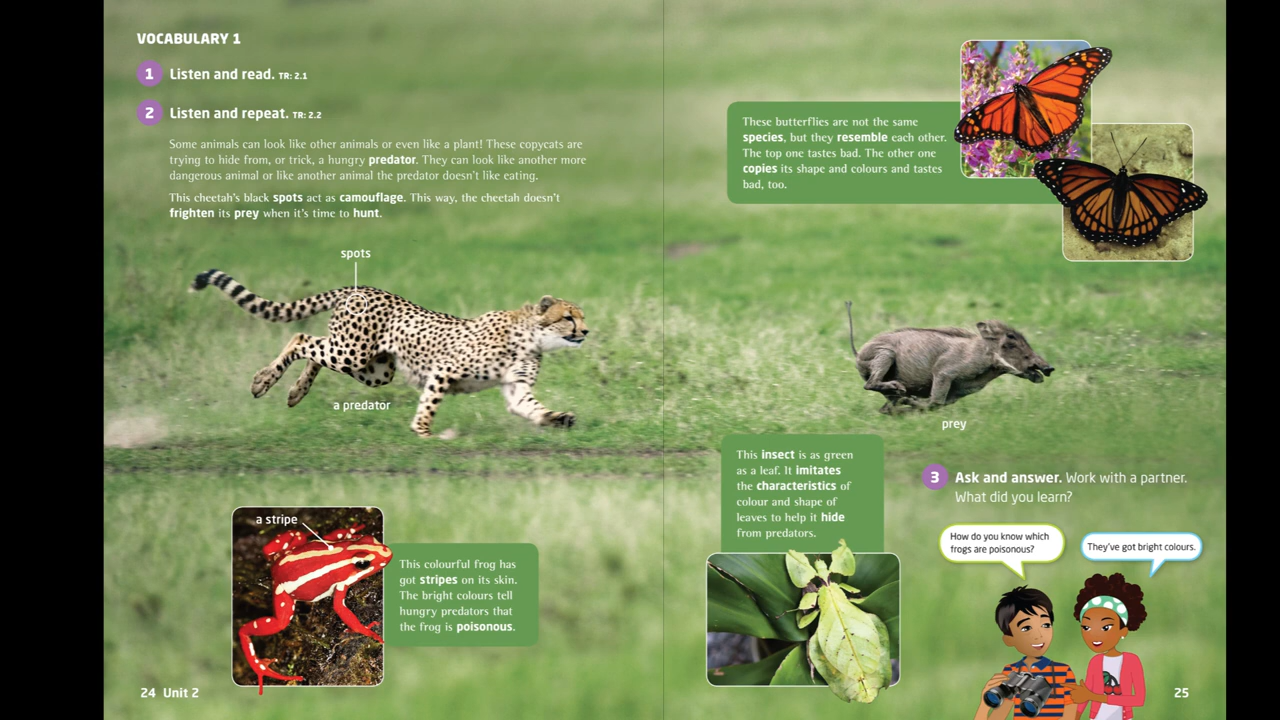 VOCABULARY 1
1 Listen and read. TR: 2.1
2 Listen and repeat. TR: 2.2
Some animals can look like other animals or even like a plant! These copycats are
trying to hide from, or trick, a hungry predator. They can look like another more
dangerous animal or like another animal the predator doesn't like eating.
This cheetah's black spots act as camouflage. This way, the cheetah doesn't
frighten its prey when it's time to hunt.
spots
a predator
a stripe
This colourful frog has
got stripes on its skin.
The bright colours tell
hungry predators that
the frog is poisonous.
24 Unit 2
These butterflies are not the same
species, but they resemble each other.
The top one tastes bad. The other one
copies its shape and colours and tastes
bad, too.
prey
This insect is as green
as a leaf. It imitates
the characteristics of
colour and shape of
leaves to help it hide
from predators.
3 Ask and answer. Work with a partner.
What did you learn?
How do you know which
frogs are poisonous?
They've got bright colours.
25